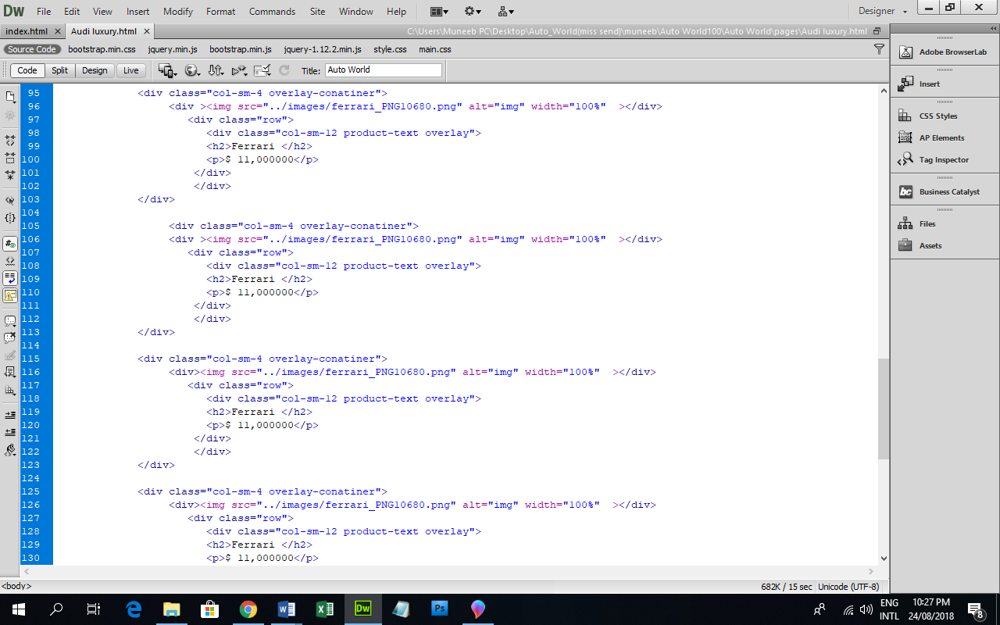 Dw File Edit View Insert Modify Format Commands Site Window Help Designer
index.html × Audi luxury.html × C:\Users\Muneeb PC\Desktop\Auto_World(miss send)\muneeb\Auto World100\Auto World\pages\Audi luxury.html
Source Code bootstrap.min.css jquery.min.js bootstrap.min.js jquery-1.12.2.min.js style.css main.css
Code Split Design Live Title: Auto World
95 <div class="col-sm-4 overlay-conatiner">
96 <div ><img src="../images/ferrari_PNG10680.png" alt="img" width="100%"  ></div>
97 <div class="row">
98 <div class="col-sm-12 product-text overlay">
99 <h2>Ferrari </h2>
100 <p>$ 11,000000</p>
101 </div>
102 </div>
103 </div>
104
105 <div class="col-sm-4 overlay-conatiner">
106 <div ><img src="../images/ferrari_PNG10680.png" alt="img" width="100%"  ></div>
107 <div class="row">
108 <div class="col-sm-12 product-text overlay">
109 <h2>Ferrari </h2>
110 <p>$ 11,000000</p>
111 </div>
112 </div>
113 </div>
114
115 <div class="col-sm-4 overlay-conatiner">
116 <div><img src="../images/ferrari_PNG10680.png" alt="img" width="100%"  ></div>
117 <div class="row">
118 <div class="col-sm-12 product-text overlay">
119 <h2>Ferrari </h2>
120 <p>$ 11,000000</p>
121 </div>
122 </div>
123 </div>
124
125 <div class="col-sm-4 overlay-conatiner">
126 <div><img src="../images/ferrari_PNG10680.png" alt="img" width="100%"  ></div>
127 <div class="row">
128 <div class="col-sm-12 product-text overlay">
129 <h2>Ferrari </h2>
130 <p>$ 11,000000</p>
<body> 682K / 15 sec Unicode (UTF-8)
Adobe BrowserLab
Insert
CSS Styles
AP Elements
Tag Inspector
bc Business Catalyst
Files
Assets
Dw Ps
ENG 10:27 PM
INTL 24/08/2018 8